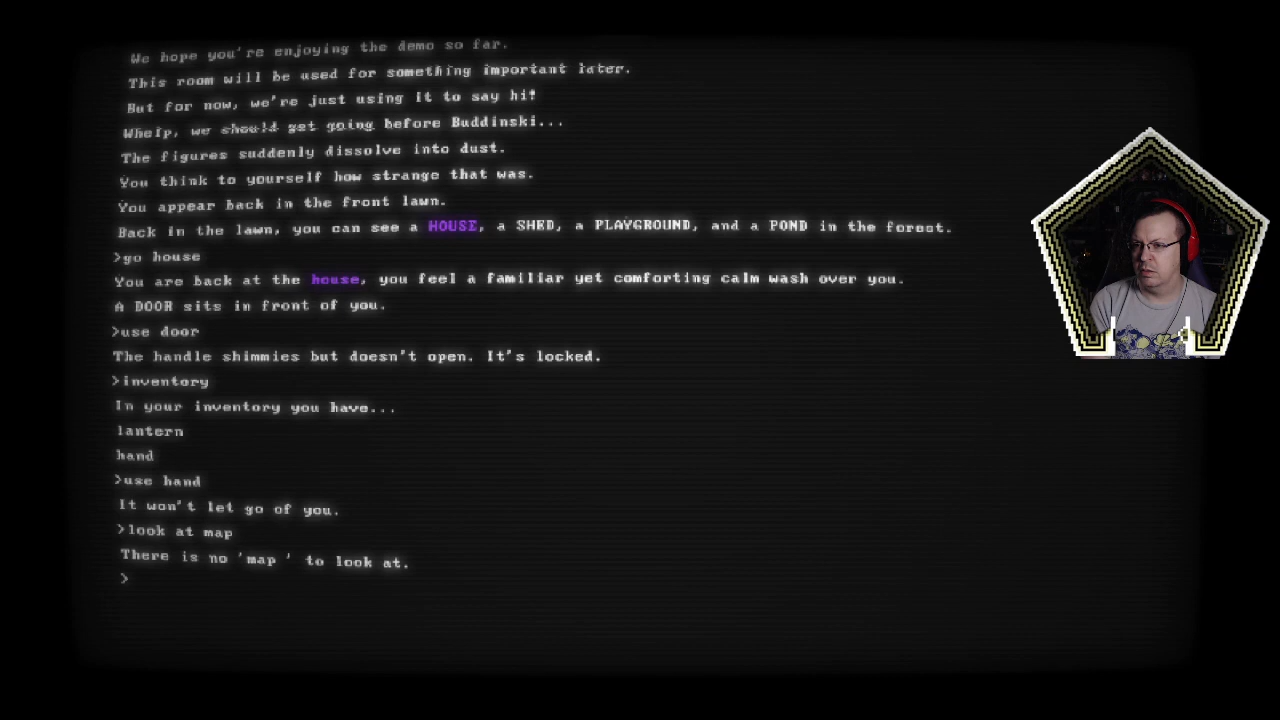 We hope you're enjoying the demo so far.
This room will be used for something important later.
But for now, we're just using it to say hi!
Whelp, we should get going before Buddinski...
The figures suddenly dissolve into dust.
You think to yourself how strange that was.
You appear back in the front lawn.
Back in the lawn, you can see a HOUSE, a SHED, a PLAYGROUND, and a POND in the forest.
>go house
You are back at the house, you feel a familiar yet comforting calm wash over you.
A DOOR sits in front of you.
>use door
The handle shimmies but doesn't open. It's locked.
>inventory
In your inventory you have...
lantern
hand
>use hand
It won't let go of you.
>look at map
There is no 'map ' to look at.
>